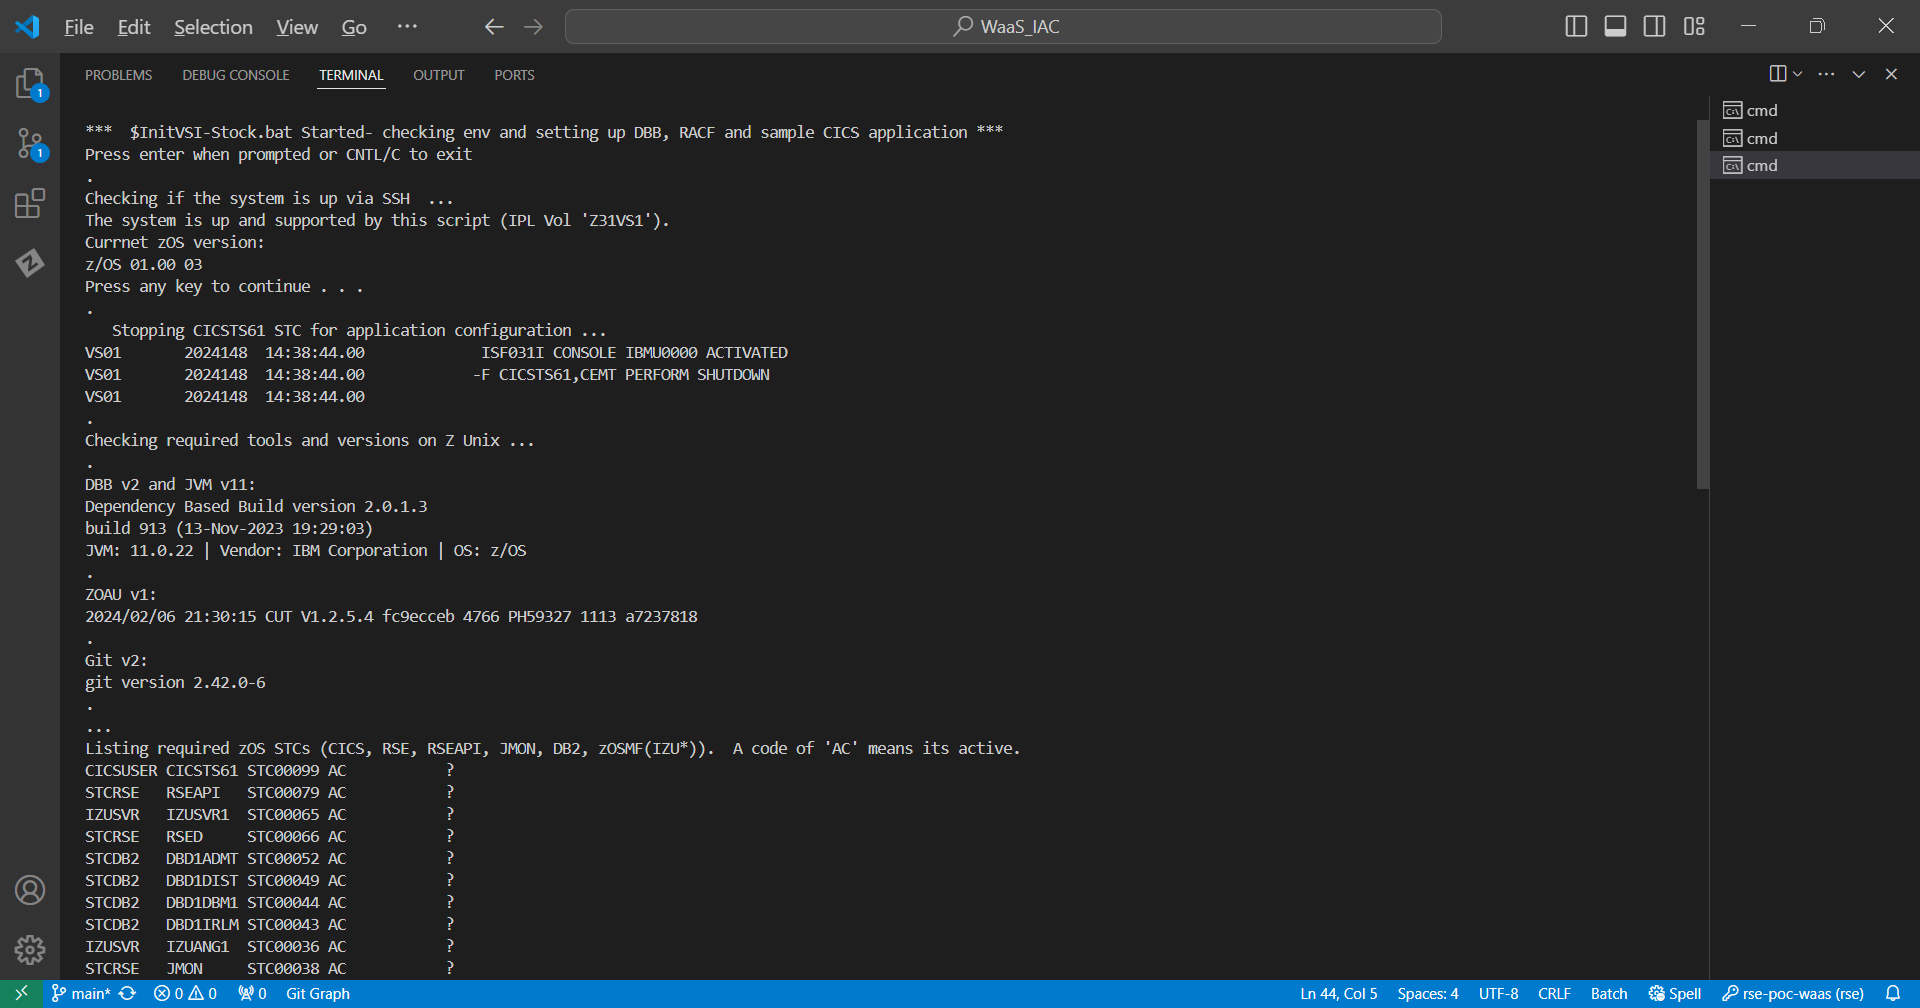 File Edit Selection View Go ··· WaaS_IAC
PROBLEMS DEBUG CONSOLE TERMINAL OUTPUT PORTS
*** $InitVSI-Stock.bat Started- checking env and setting up DBB, RACF and sample CICS application ***
Press enter when prompted or CNTL/C to exit
.
Checking if the system is up via SSH ...
The system is up and supported by this script (IPL Vol 'Z31VS1').
Currnet zOS version:
z/OS 01.00 03
Press any key to continue . . .
.
Stopping CICSTS61 STC for application configuration ...
VS01 2024148 14:38:44.00 ISF031I CONSOLE IBMU0000 ACTIVATED
VS01 2024148 14:38:44.00 -F CICSTS61,CEMT PERFORM SHUTDOWN
VS01 2024148 14:38:44.00
.
Checking required tools and versions on Z Unix ...
.
DBB v2 and JVM v11:
Dependency Based Build version 2.0.1.3
build 913 (13-Nov-2023 19:29:03)
JVM: 11.0.22 | Vendor: IBM Corporation | OS: z/OS
.
ZOAU v1:
2024/02/06 21:30:15 CUT V1.2.5.4 fc9ecceb 4766 PH59327 1113 a7237818
.
Git v2:
git version 2.42.0-6
.
...
Listing required zOS STCs (CICS, RSE, RSEAPI, JMON, DB2, zOSMF(IZU*)). A code of 'AC' means its active.
CICSUSER CICSTS61 STC00099 AC ?
STCRSE RSEAPI STC00079 AC ?
IZUSVR IZUSVR1 STC00065 AC ?
STCRSE RSED STC00066 AC ?
STCDB2 DBD1ADMT STC00052 AC ?
STCDB2 DBD1DIST STC00049 AC ?
STCDB2 DBD1DBM1 STC00044 AC ?
STCDB2 DBD1IRLM STC00043 AC ?
IZUSVR IZUANG1 STC00036 AC ?
STCRSE JMON STC00038 AC ?
cmd
cmd
cmd
1
1
main* 0 0 0 Git Graph Ln 44, Col 5 Spaces: 4 UTF-8 CRLF Batch Spell rse-poc-waas (rse)